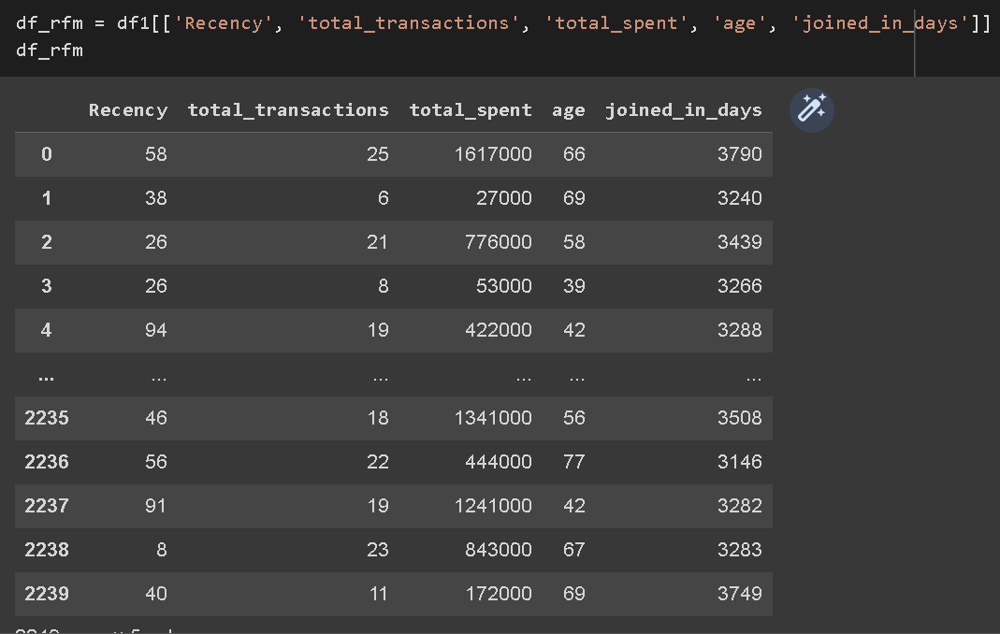 df_rfm = df1[['Recency', 'total_transactions', 'total_spent', 'age', 'joined_in_days']]
df_rfm
Recency total_transactions total_spent age joined_in_days
0 58 25 1617000 66 3790
1 38 6 27000 69 3240
2 26 21 776000 58 3439
3 26 8 53000 39 3266
4 94 19 422000 42 3288
... ... ... ... ... ...
2235 46 18 1341000 56 3508
2236 56 22 444000 77 3146
2237 91 19 1241000 42 3282
2238 8 23 843000 67 3283
2239 40 11 172000 69 3749